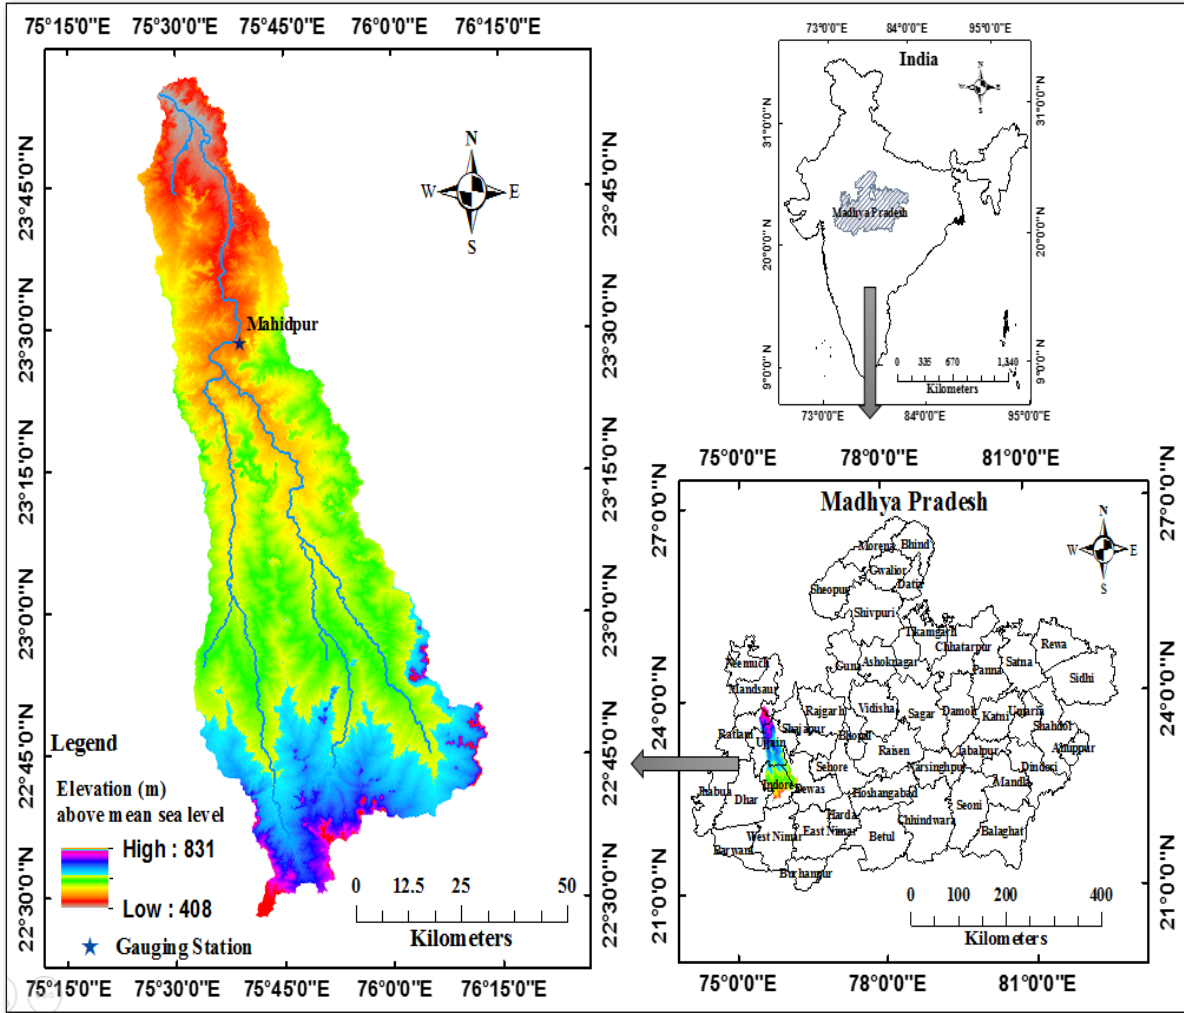 75°15'0"E 75°30'0"E 75°45'0"E 76°0'0"E 76°15'0"E
23°45'0"N
23°30'0"N
23°15'0"N
23°0'0"N
22°45'0"N
22°30'0"N
N
W E
S
Mahidpur
Legend
Elevation (m)
above mean sea level
High : 831
Low : 408
Gauging Station
0 12.5 25 50
Kilometers
23°45'0"N
23°30'0"N
23°15'0"N
23°0'0"N
22°45'0"N
22°30'0"N
75°15'0"E 75°30'0"E 75°45'0"E 76°0'0"E 76°15'0"E
73°0'0"E 84°0'0"E 95°0'0"E
India
N
W E
S
31°0'0"N
20°0'0"N
9°0'0"N
31°0'0"N
20°0'0"N
9°0'0"N
Madhya Pradesh
0 335 670 1,340
Kilometers
73°0'0"E 84°0'0"E 95°0'0"E
75°0'0"E 78°0'0"E 81°0'0"E
Madhya Pradesh
27°0'0"N
24°0'0"N
21°0'0"N
27°0'0"N
24°0'0"N
21°0'0"N
N
W E
S
Morena Bhind
Gwalior
Sheopur Datia
Shivpuri
Tikamgarh
Chhatarpur Rewa
Neemuch Guna Ashoknagar Panna Satna
Sidhi
Mandsaur
Rajgarh Vidisha Sagar Damoh Katni Umaria
Ratlam Ujjain Shajapur Bhopal Shahdol
Raisen Jabalpur Anuppur
Sehore Narsinghpur Dindori
Jhabua Indore Dewas Hoshangabad Mandla
Dhar Seoni
Harda Chhindwara
West Nimar East Nimar Betul Balaghat
Barwani
Burhanpur
0 100 200 400
Kilometers
75°0'0"E 78°0'0"E 81°0'0"E